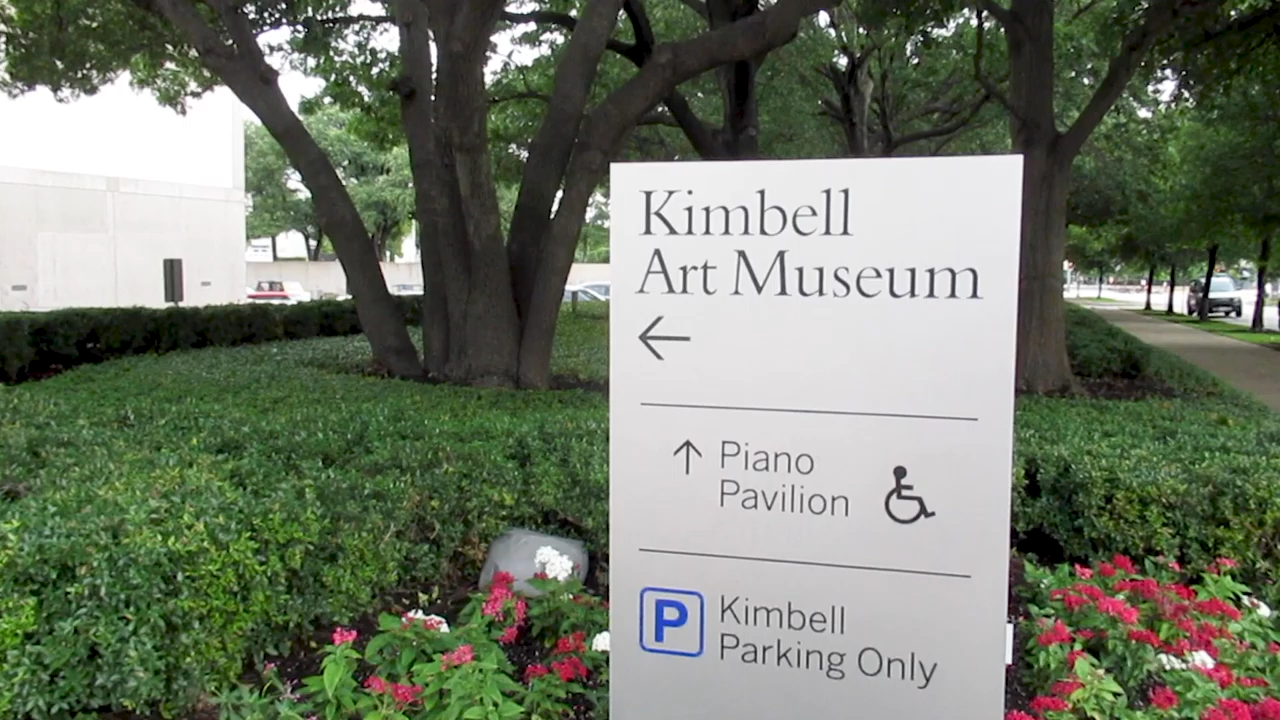 Kimbell
Art Museum
←
↑ Piano
Pavilion
P Kimbell
Parking Only